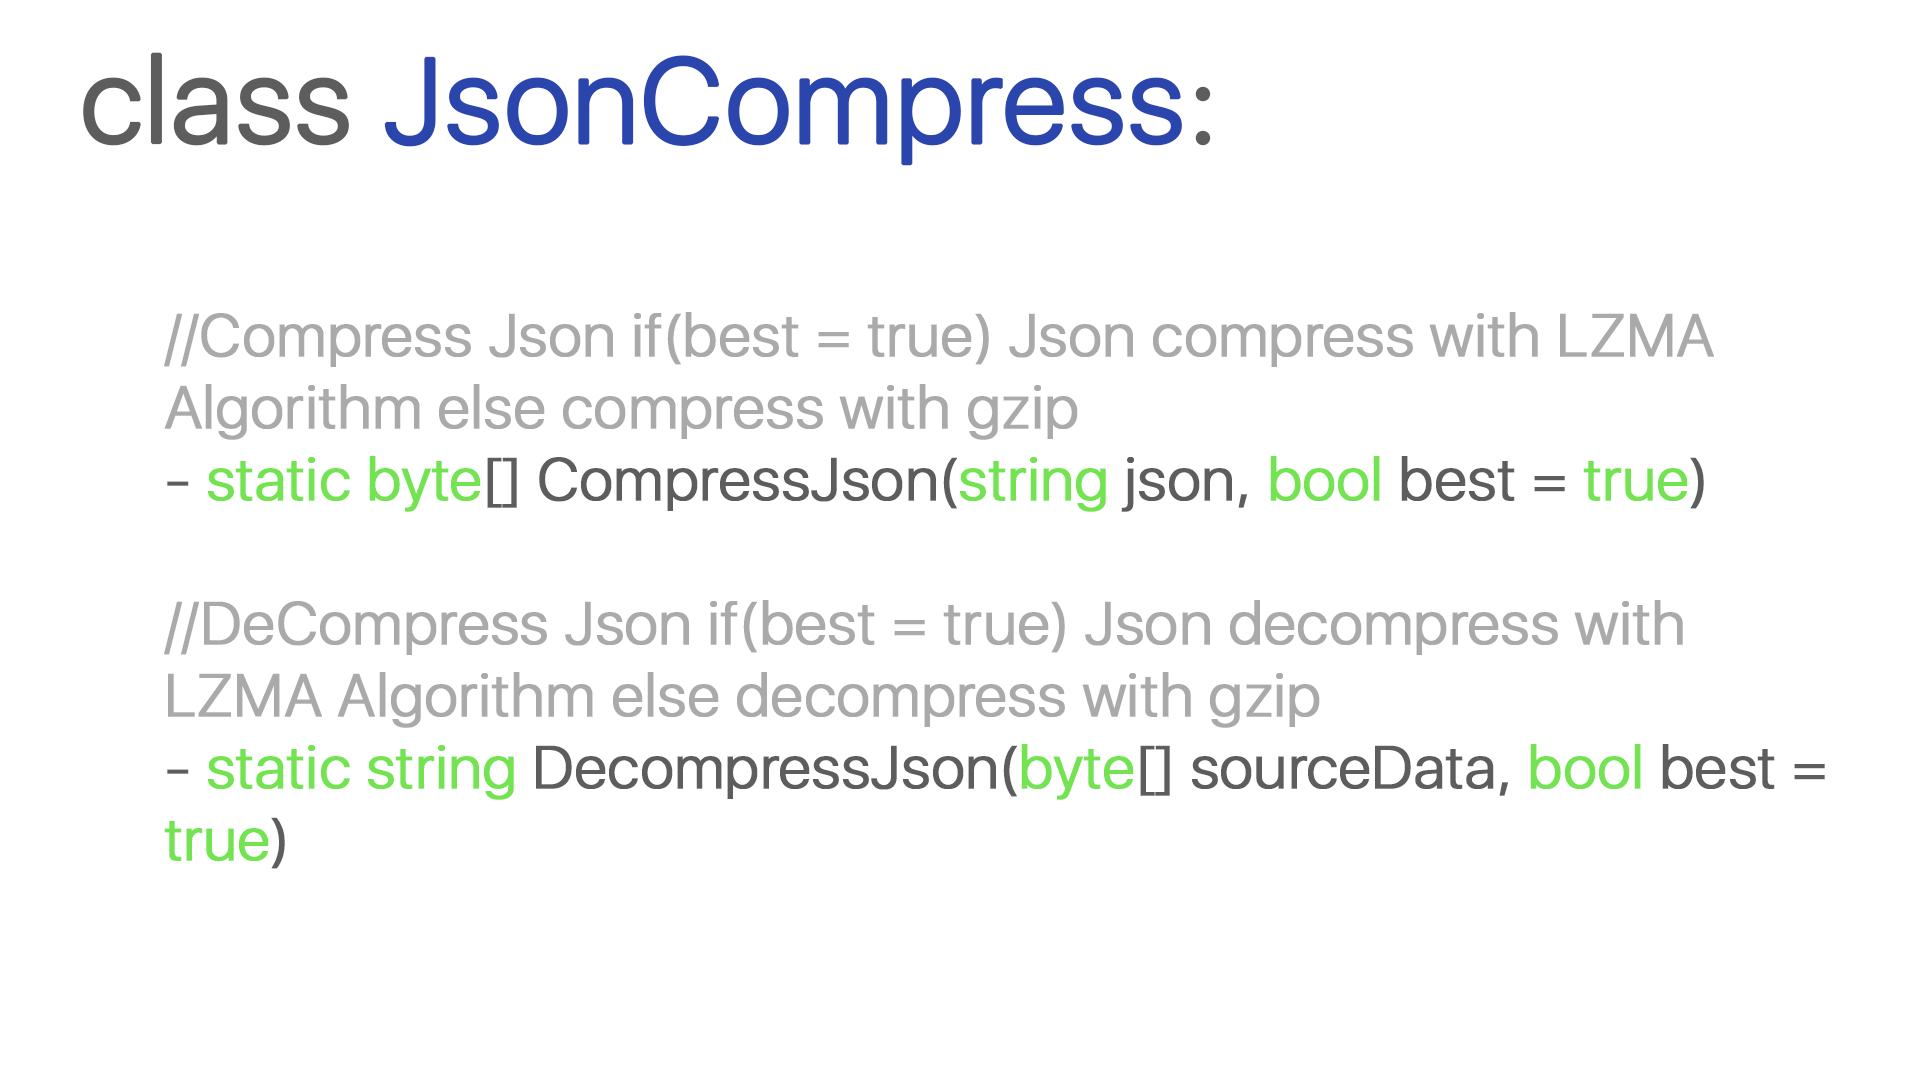 class JsonCompress:
//Compress Json if(best = true) Json compress with LZMA
Algorithm else compress with gzip
- static byte[] CompressJson(string json, bool best = true)
//DeCompress Json if(best = true) Json decompress with
LZMA Algorithm else decompress with gzip
- static string DecompressJson(byte[] sourceData, bool best =
true)